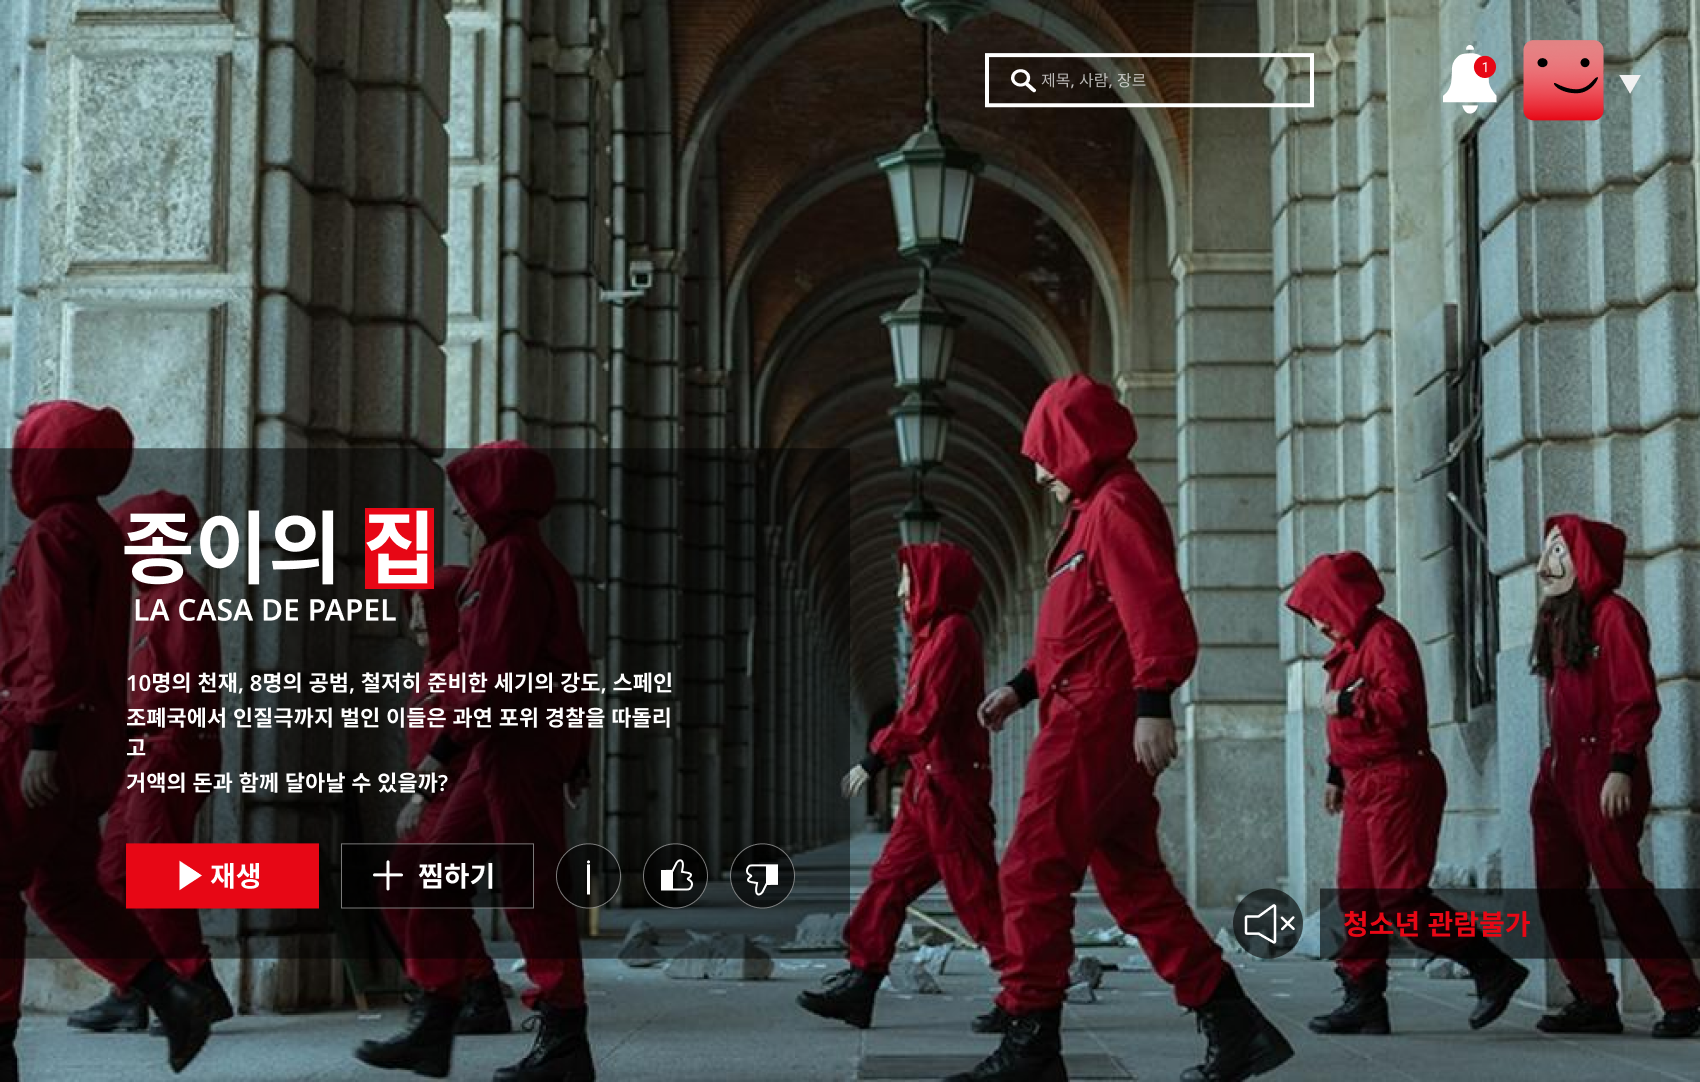 제목, 사람, 장르
1
종이의 집
LA CASA DE PAPEL
10명의 천재, 8명의 공범, 철저히 준비한 세기의 강도, 스페인
조폐국에서 인질극까지 벌인 이들은 과연 포위 경찰을 따돌리
고
거액의 돈과 함께 달아날 수 있을까?
재생
찜하기
청소년 관람불가